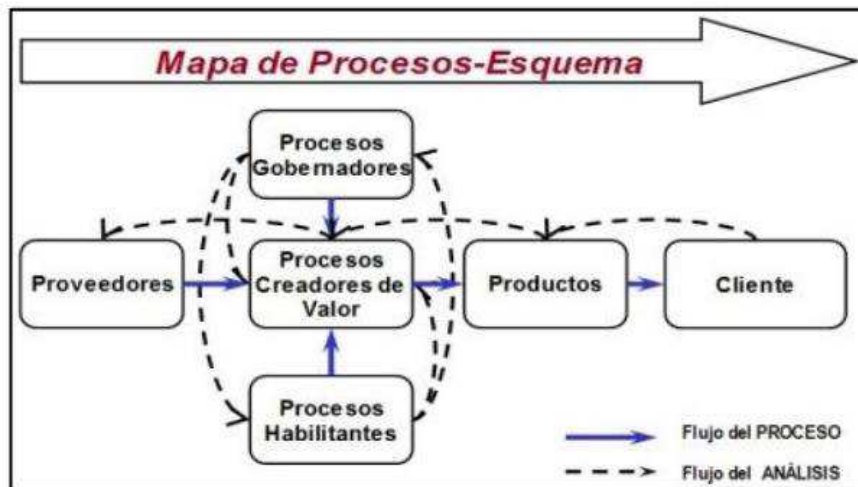 Mapa de Procesos-Esquema
Procesos
Gobernadores
Proveedores
Procesos
Creadores de
Valor
Productos
Cliente
Procesos
Habilitantes
Flujo del PROCESO
Flujo del ANÁLISIS